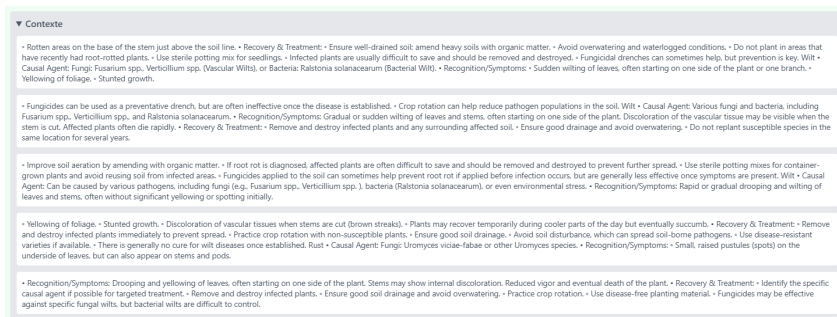 ▼ Contexte
◦ Rotten areas on the base of the stem just above the soil line. • Recovery & Treatment: ◦ Ensure well-drained soil; amend heavy soils with organic matter. ◦ Avoid overwatering and waterlogged conditions. ◦ Do not plant in areas that
have recently had root-rotted plants. ◦ Use sterile potting mix for seedlings. ◦ Infected plants are usually difficult to save and should be removed and destroyed. ◦ Fungicidal drenches can sometimes help, but prevention is key. Wilt •
Causal Agent: Fungi: Fusarium spp., Verticillium spp. (Vascular Wilts), or Bacteria: Ralstonia solanacearum (Bacterial Wilt). • Recognition/Symptoms: ◦ Sudden wilting of leaves, often starting on one side of the plant or one branch. ◦
Yellowing of foliage. ◦ Stunted growth.
◦ Fungicides can be used as a preventative drench, but are often ineffective once the disease is established. ◦ Crop rotation can help reduce pathogen populations in the soil. Wilt • Causal Agent: Various fungi and bacteria, including
Fusarium spp., Verticillium spp., and Ralstonia solanacearum. • Recognition/Symptoms: Gradual or sudden wilting of leaves and stems, often starting on one side of the plant. Discoloration of the vascular tissue may be visible when the
stem is cut. Affected plants often die rapidly. • Recovery & Treatment: ◦ Remove and destroy infected plants and any surrounding affected soil. ◦ Ensure good drainage and avoid overwatering. ◦ Do not replant susceptible species in the
same location for several years.
◦ Improve soil aeration by amending with organic matter. ◦ If root rot is diagnosed, affected plants are often difficult to save and should be removed and destroyed to prevent further spread. ◦ Use sterile potting mixes for container-
grown plants and avoid reusing soil from infected areas. ◦ Fungicides applied to the soil can sometimes help prevent root rot if applied before infection occurs, but are generally less effective once symptoms are present. Wilt • Causal
Agent: Can be caused by various pathogens, including fungi (e.g., Fusarium spp., Verticillium spp. ), bacteria (Ralstonia solanacearum), or even environmental stress. • Recognition/Symptoms: Rapid or gradual drooping and wilting of
leaves and stems, often without significant yellowing or spotting initially.
◦ Yellowing of foliage. ◦ Stunted growth. ◦ Discoloration of vascular tissues when stems are cut (brown streaks). ◦ Plants may recover temporarily during cooler parts of the day but eventually succumb. • Recovery & Treatment: ◦ Remove
and destroy infected plants immediately to prevent spread. ◦ Practice crop rotation with non-susceptible plants. ◦ Ensure good soil drainage. ◦ Avoid soil disturbance, which can spread soil-borne pathogens. ◦ Use disease-resistant
varieties if available. ◦ There is generally no cure for wilt diseases once established. Rust • Causal Agent: Fungi: Uromyces viciae-fabae or other Uromyces species. • Recognition/Symptoms: ◦ Small, raised pustules (spots) on the
underside of leaves, but can also appear on stems and pods.
• Recognition/Symptoms: Drooping and yellowing of leaves, often starting on one side of the plant. Stems may show internal discoloration. Reduced vigor and eventual death of the plant. • Recovery & Treatment: ◦ Identify the specific
causal agent if possible for targeted treatment. ◦ Remove and destroy infected plants. ◦ Ensure good soil drainage and avoid overwatering. ◦ Practice crop rotation. ◦ Use disease-free planting material. ◦ Fungicides may be effective
against specific fungal wilts, but bacterial wilts are difficult to control.